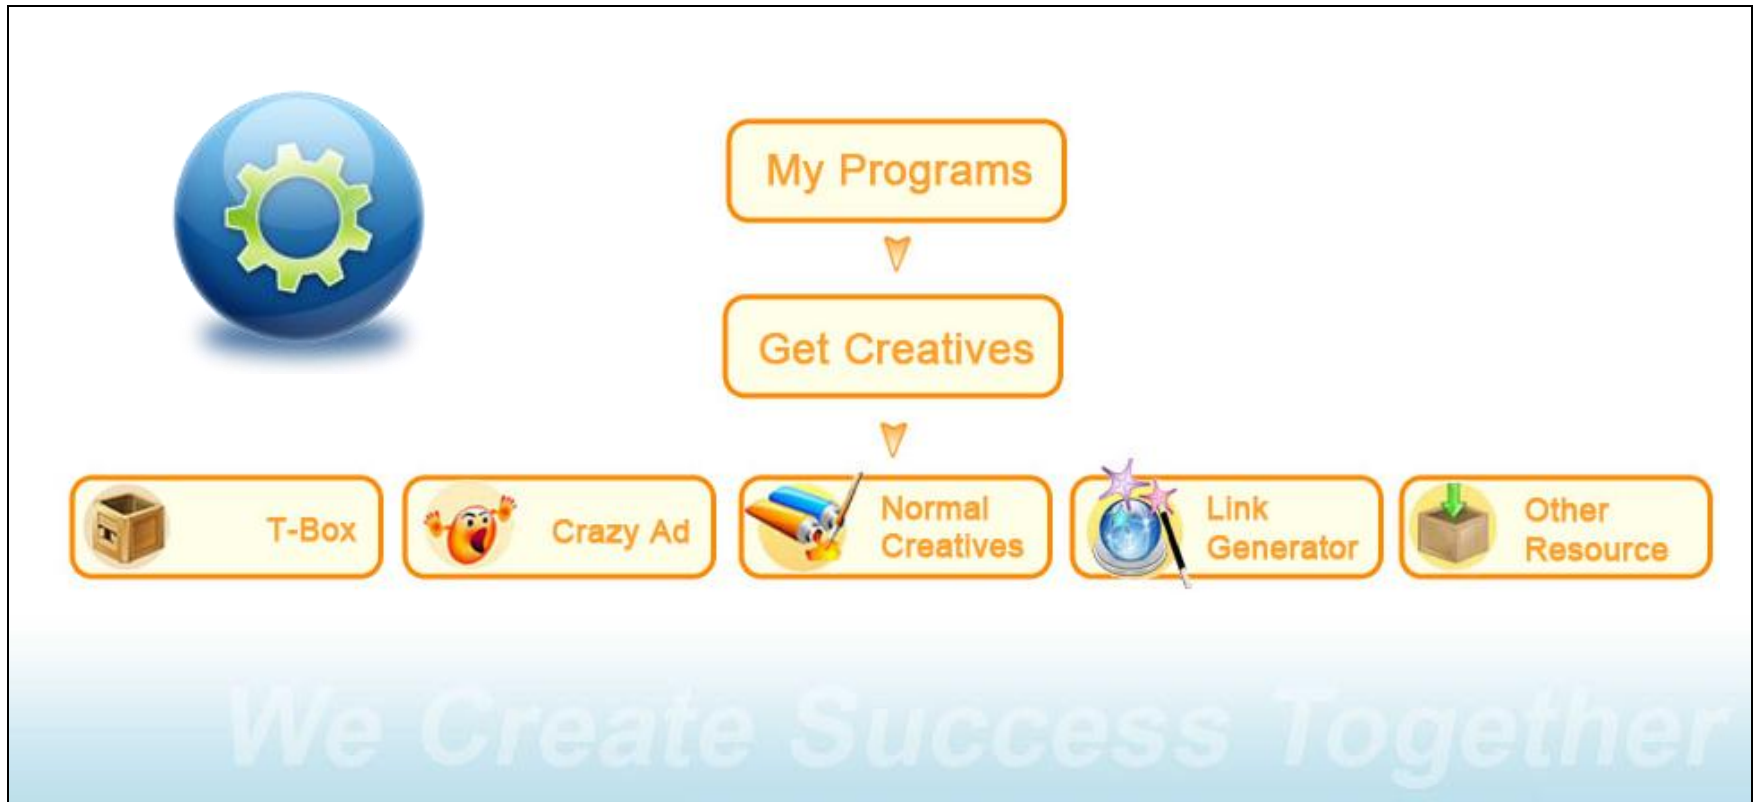 My Programs
Get Creatives
T-Box
Crazy Ad
Normal
Creatives
Link
Generator
Other
Resource
We Create Success Together